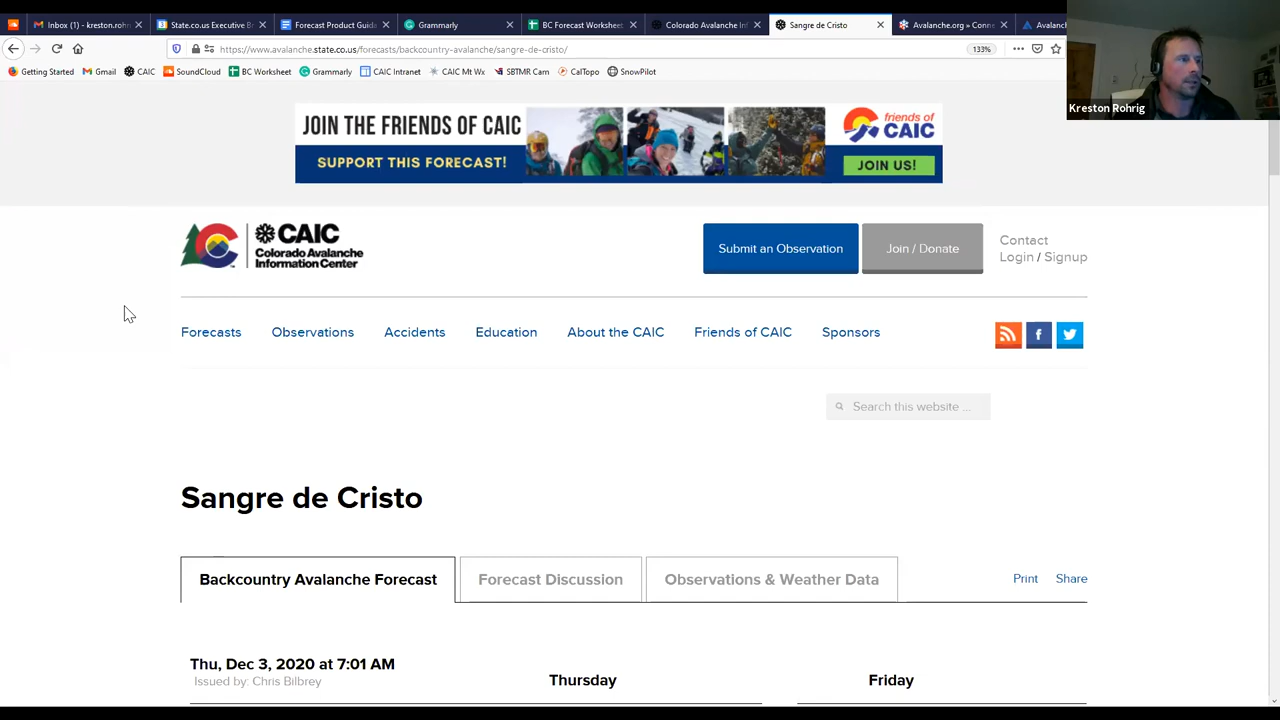 Inbox (1) - kreston.rohr
State.co.us Executive Br
Forecast Product Guide
Grammarly
BC Forecast Worksheet
Colorado Avalanche Inf
Sangre de Cristo
Avalanche.org » Conne
Avalanc
https://www.avalanche.state.co.us/forecasts/backcountry-avalanche/sangre-de-cristo/
133%
Getting Started
Gmail
CAIC
SoundCloud
BC Worksheet
Grammarly
CAIC Intranet
CAIC Mt Wx
SBTMR Cam
CalTopo
SnowPilot
Kreston Rohrig
JOIN THE FRIENDS OF CAIC
SUPPORT THIS FORECAST!
friends of
CAIC
JOIN US!
CAIC
Colorado Avalanche
Information Center
Submit an Observation
Join / Donate
Contact
Login / Signup
Forecasts
Observations
Accidents
Education
About the CAIC
Friends of CAIC
Sponsors
Search this website ...
Sangre de Cristo
Backcountry Avalanche Forecast
Forecast Discussion
Observations & Weather Data
Print
Share
Thu, Dec 3, 2020 at 7:01 AM
Issued by: Chris Bilbrey
Thursday
Friday